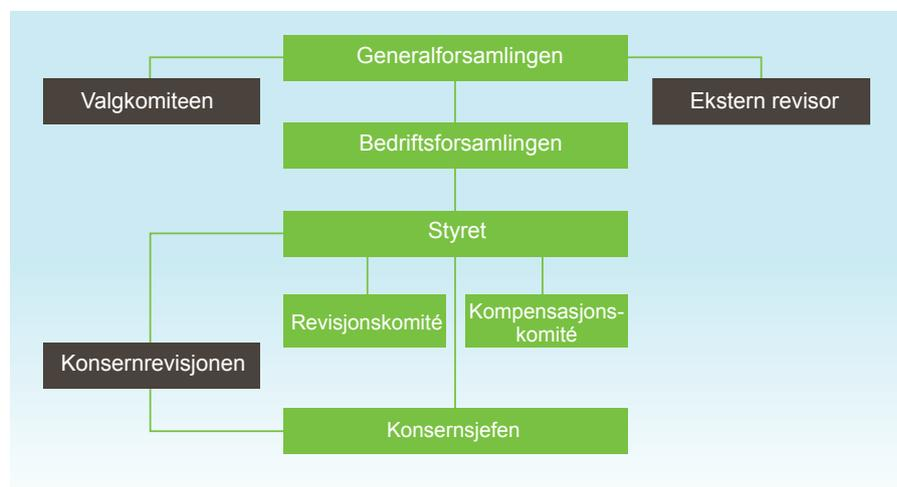 Generalforsamlingen
Valgkomiteen
Ekstern revisor
Bedriftsforsamlingen
Styret
Revisjonskomité
Kompensasjons-
komité
Konsernrevisjonen
Konsernsjefen